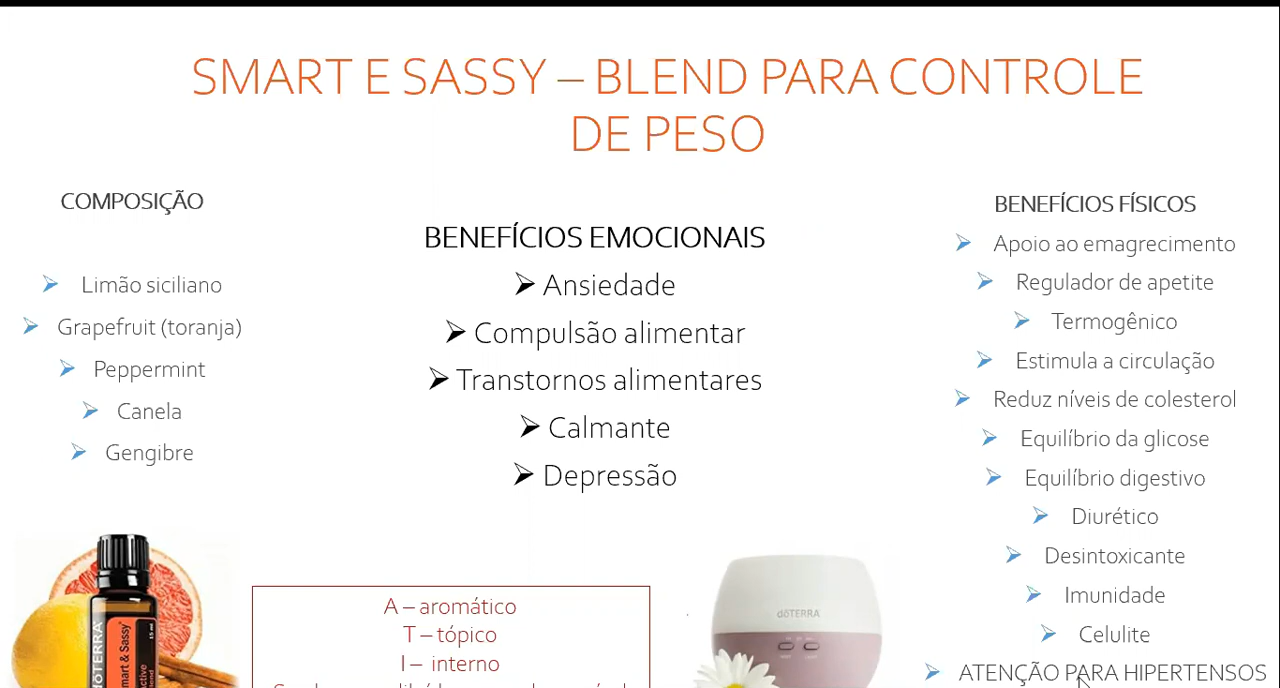 SMART E SASSY – BLEND PARA CONTROLE
DE PESO
COMPOSIÇÃO
Limão siciliano
Grapefruit (toranja)
Peppermint
Canela
Gengibre
BENEFÍCIOS EMOCIONAIS
Ansiedade
Compulsão alimentar
Transtornos alimentares
Calmante
Depressão
BENEFÍCIOS FÍSICOS
Apoio ao emagrecimento
Regulador de apetite
Termogênico
Estimula a circulação
Reduz níveis de colesterol
Equilíbrio da glicose
Equilíbrio digestivo
Diurético
Desintoxicante
Imunidade
Celulite
ATENÇÃO PARA HIPERTENSOS
A – aromático
T – tópico
I – interno
dōTERRA
dōTERRA
Smart & Sassy
15 ml